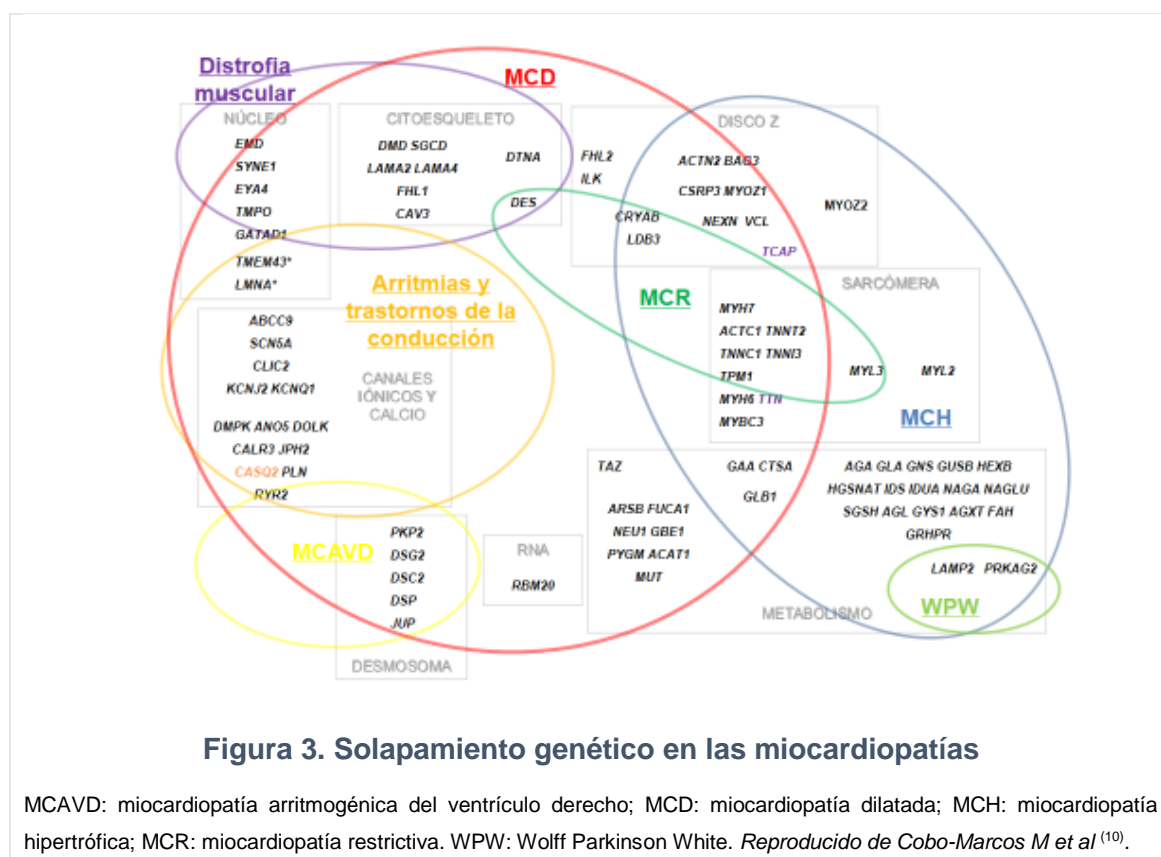 Distrofia
muscular
MCD
NÚCLEO
EMD
SYNE1
EYA4
TMPO
GATAD1
TMEM43*
LMNA*
CITOESQUELETO
DMD SGCD
LAMA2 LAMA4
FHL1
CAV3
DTNA
DES
DISCO Z
FHL2
ILK
ACTN2 BAG3
CSRP3 MYOZ1
CRYAB
NEXN VCL
LDB3
TCAP
MYOZ2
Arritmias y
trastornos de la
conducción
ABCC9
SCN5A
CLIC2
KCNJ2 KCNQ1
DMPK ANO5 DOLK
CALR3 JPH2
CASQ2 PLN
RYR2
CANALES
IÓNICOS Y
CALCIO
MCR
SARCÓMERA
MYH7
ACTC1 TNNT2
TNNC1 TNNI3
TPM1
MYH6 TTN
MYBC3
MYL3
MYL2
MCH
MCAVD
PKP2
DSG2
DSC2
DSP
JUP
DESMOSOMA
RNA
RBM20
TAZ
GAA CTSA
GLB1
ARSB FUCA1
NEU1 GBE1
PYGM ACAT1
MUT
AGA GLA GNS GUSB HEXB
HGSNAT IDS IDUA NAGA NAGLU
SGSH AGL GYS1 AGXT FAH
GRHPR
LAMP2 PRKAG2
WPW
METABOLISMO
Figura 3. Solapamiento genético en las miocardiopatías
MCAVD: miocardiopatía arritmogénica del ventrículo derecho; MCD: miocardiopatía dilatada; MCH: miocardiopatía
hipertrófica; MCR: miocardiopatía restrictiva. WPW: Wolff Parkinson White. Reproducido de Cobo-Marcos M et al (10).